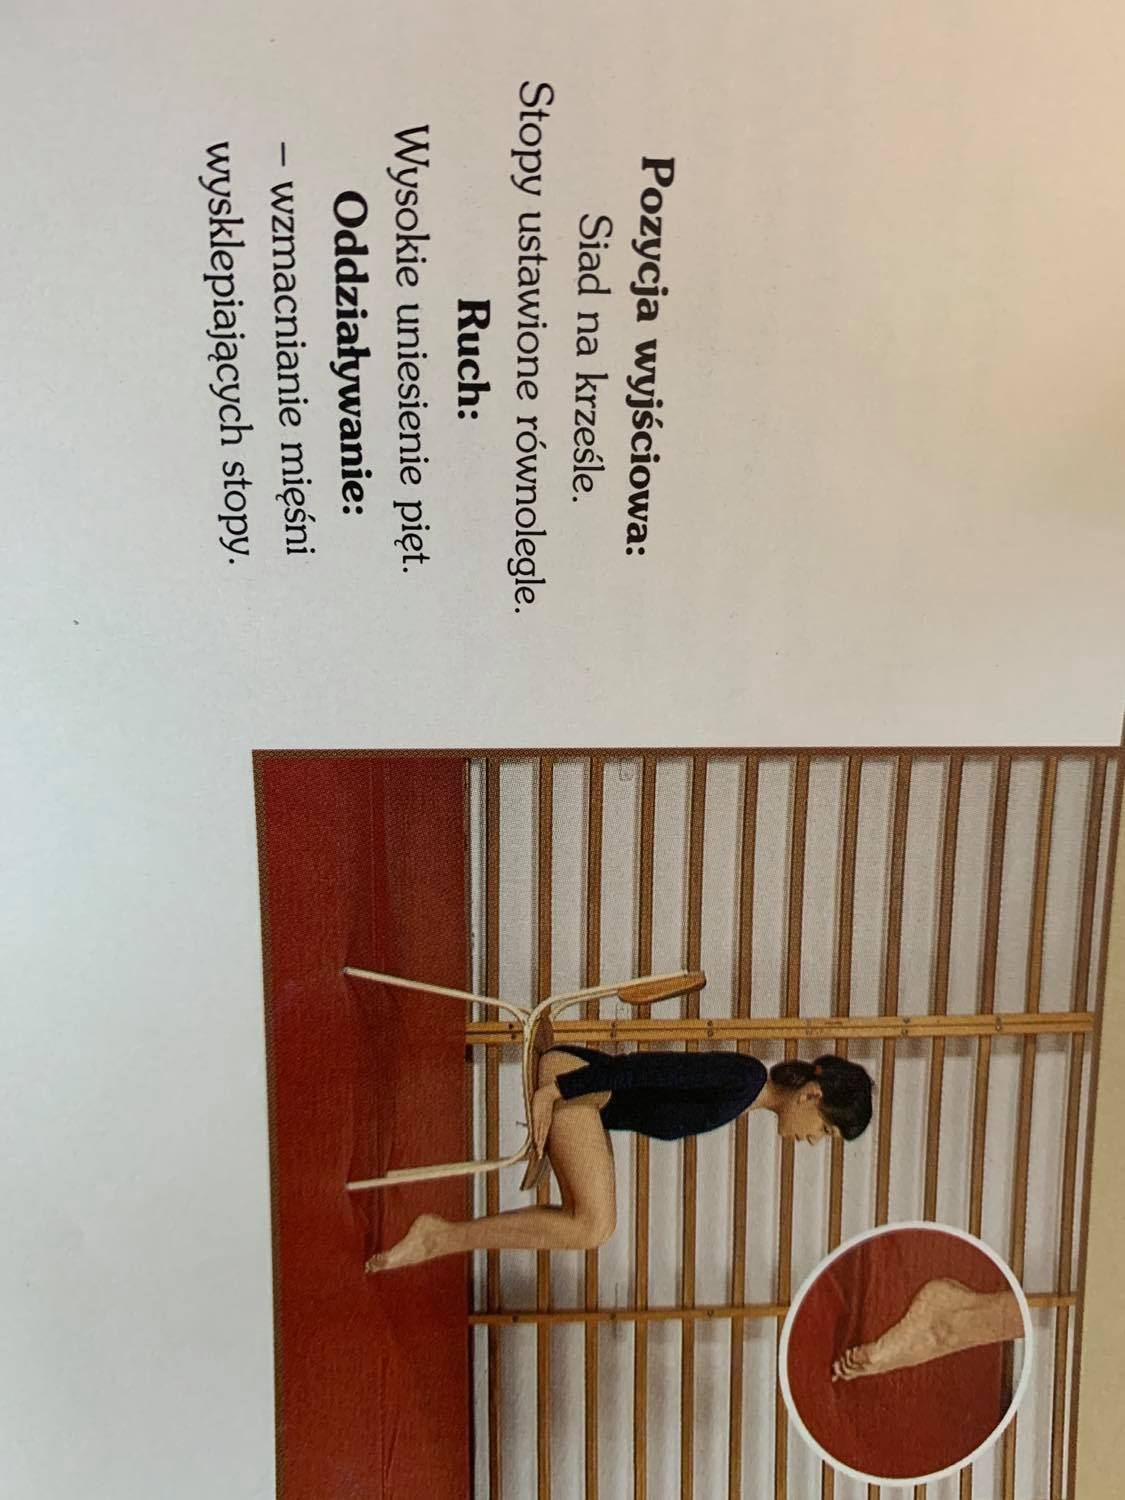 Pozycja wyjściowa:
Siad na krześle.
Stopy ustawione równolegle.
Ruch:
Wysokie uniesienie pięt.
Oddziaływanie:
– wzmacnianie mięśni
wysklepiających stopy.